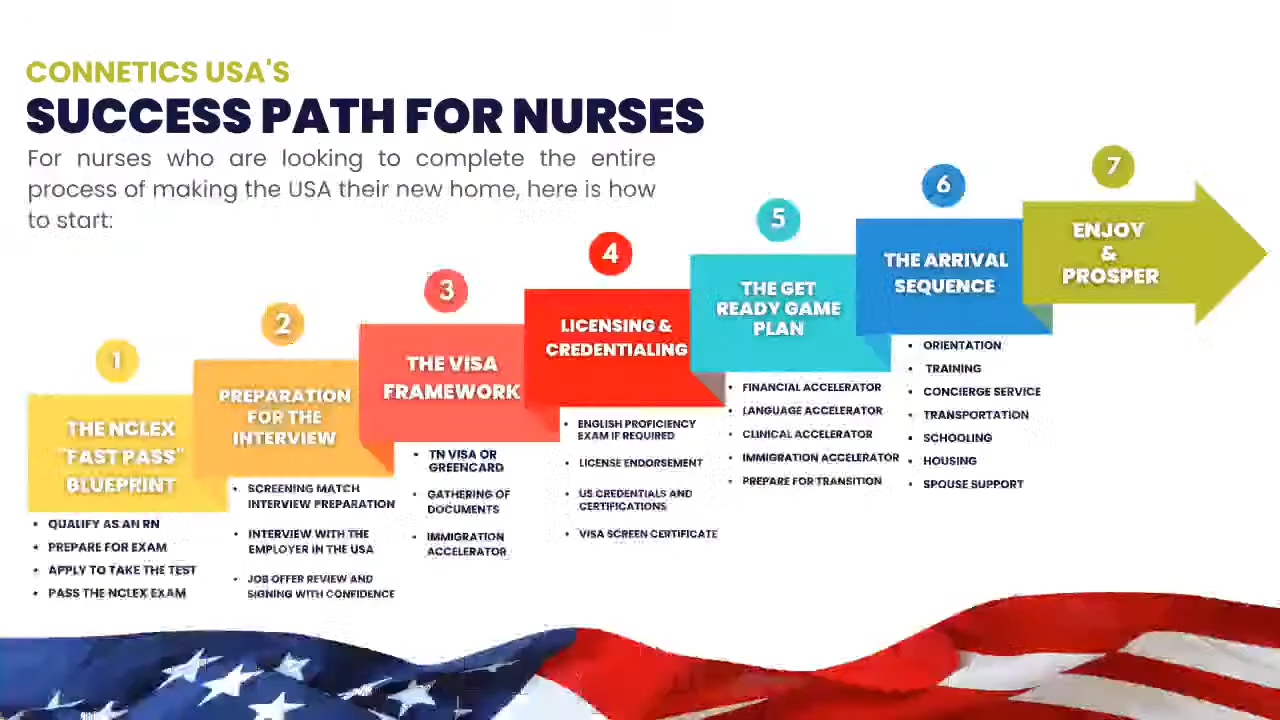 CONNETICS USA'S
SUCCESS PATH FOR NURSES
For nurses who are looking to complete the entire
process of making the USA their new home, here is how
to start:
1
THE NCLEX
"FAST PASS"
BLUEPRINT
• QUALIFY AS AN RN
• PREPARE FOR EXAM
• APPLY TO TAKE THE TEST
• PASS THE NCLEX EXAM
2
PREPARATION
FOR THE
INTERVIEW
• SCREENING MATCH
INTERVIEW PREPARATION
• INTERVIEW WITH THE
EMPLOYER IN THE USA
• JOB OFFER REVIEW AND
SIGNING WITH CONFIDENCE
3
THE VISA
FRAMEWORK
• TN VISA OR
GREENCARD
• GATHERING OF
DOCUMENTS
• IMMIGRATION
ACCELERATOR
4
LICENSING &
CREDENTIALING
• ENGLISH PROFICIENCY
EXAM IF REQUIRED
• LICENSE ENDORSEMENT
• US CREDENTIALS AND
CERTIFICATIONS
• VISA SCREEN CERTIFICATE
5
THE GET
READY GAME
PLAN
• FINANCIAL ACCELERATOR
• LANGUAGE ACCELERATOR
• CLINICAL ACCELERATOR
• IMMIGRATION ACCELERATOR
• PREPARE FOR TRANSITION
6
THE ARRIVAL
SEQUENCE
• ORIENTATION
• TRAINING
• CONCIERGE SERVICE
• TRANSPORTATION
• SCHOOLING
• HOUSING
• SPOUSE SUPPORT
7
ENJOY
&
PROSPER